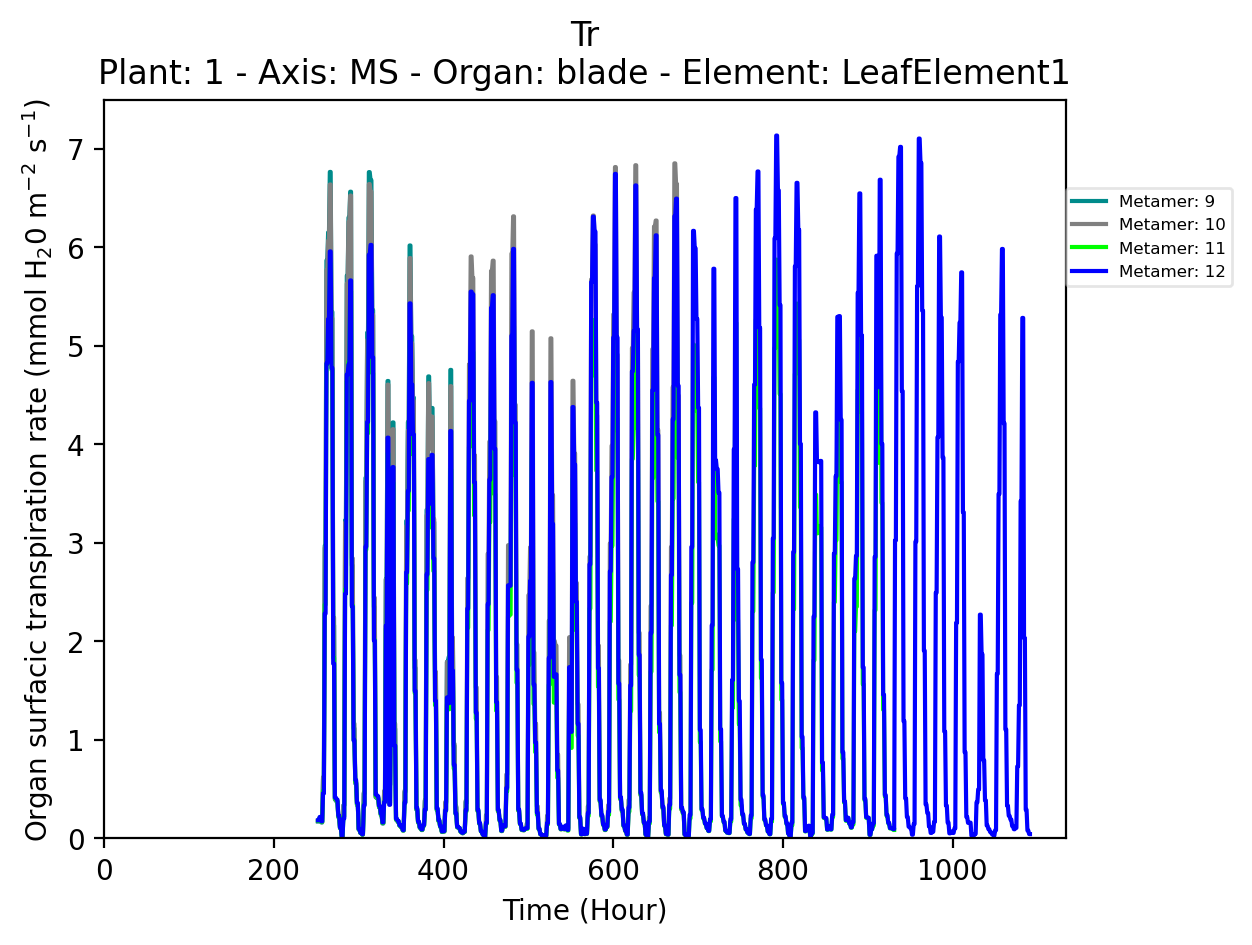 Tr
Plant: 1 - Axis: MS - Organ: blade - Element: LeafElement1
Organ surfacic transpiration rate (mmol H₂0 m⁻² s⁻¹)
7
6
5
4
3
2
1
0
0 200 400 600 800 1000
Time (Hour)
Metamer: 9
Metamer: 10
Metamer: 11
Metamer: 12